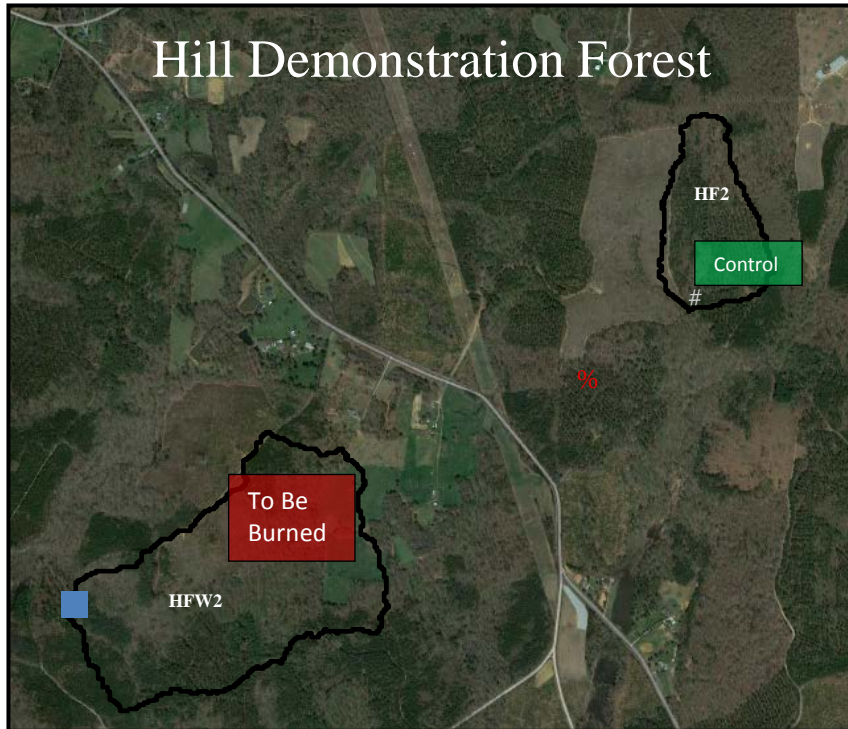 Hill Demonstration Forest
HF2
Control
#
%
To Be
Burned
HFW2